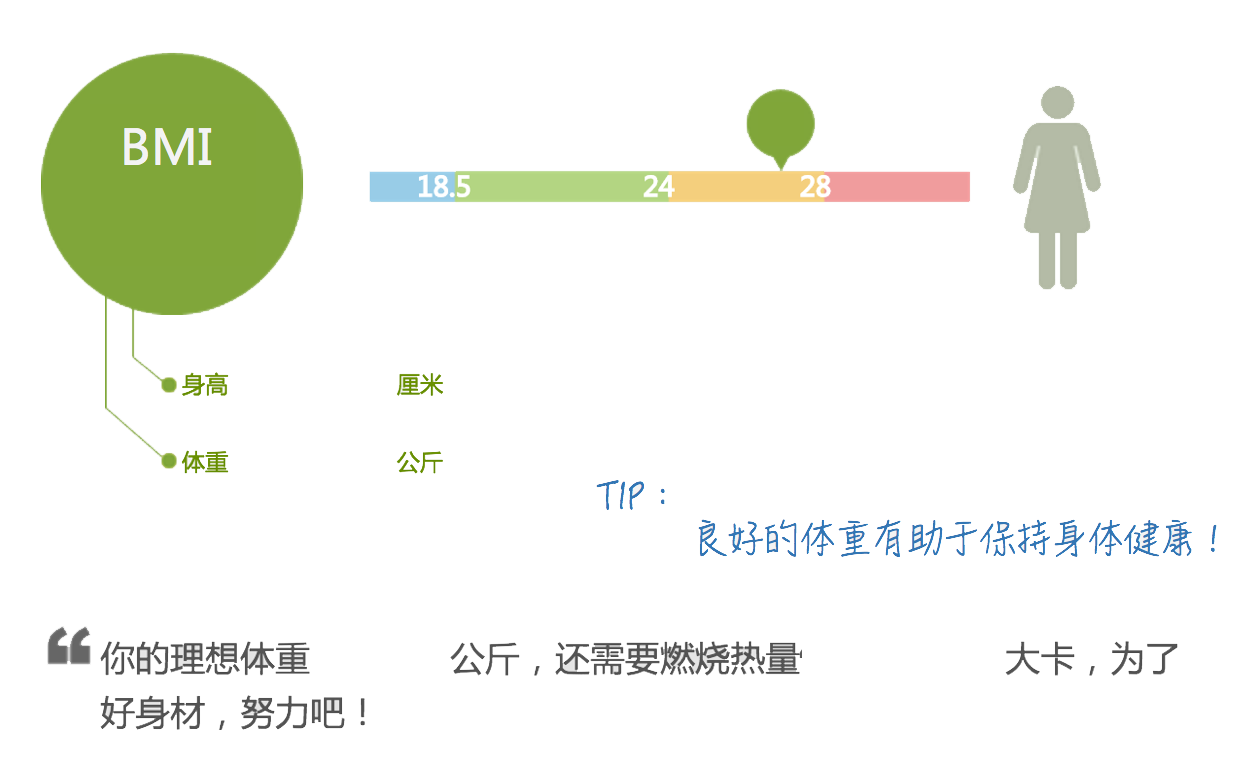 BMI
18.5 24 28
身高 厘米
体重 公斤
TIP：
良好的体重有助于保持身体健康！
你的理想体重 公斤，还需要燃烧热量 大卡，为了
好身材，努力吧！